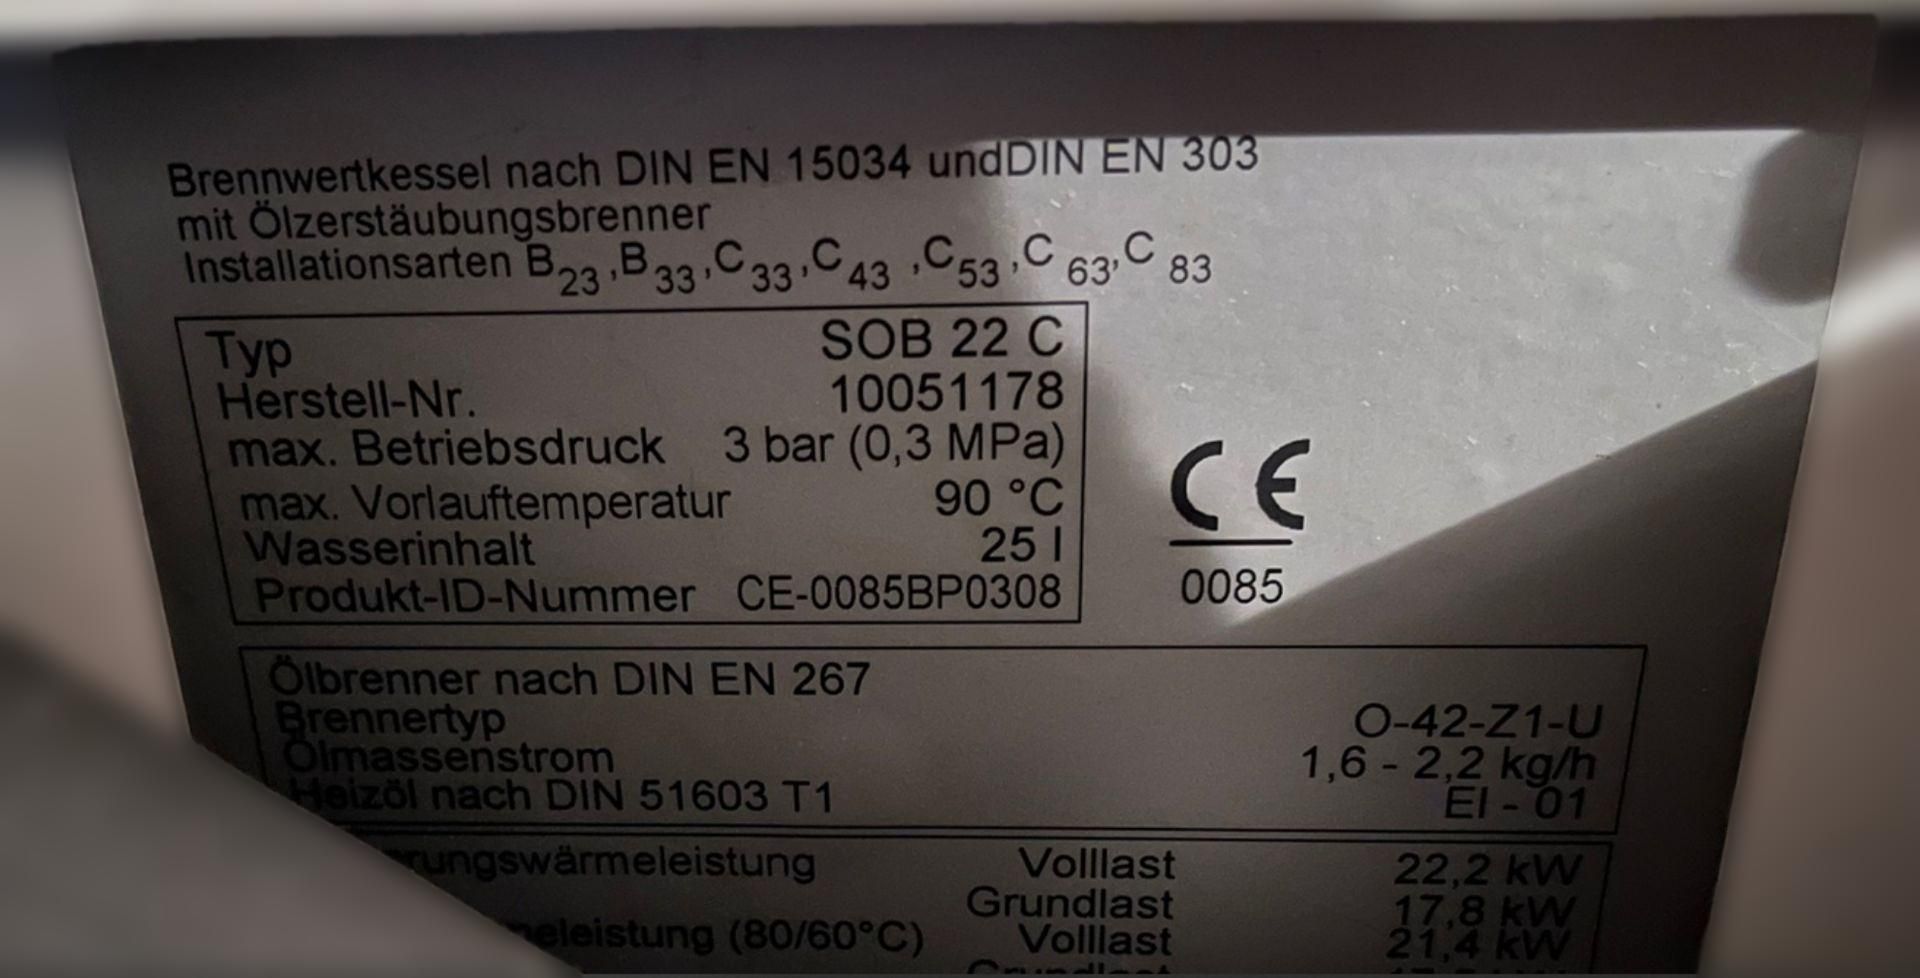 Brennwertkessel nach DIN EN 15034 undDIN EN 303
mit Ölzerstäubungsbrenner
Installationsarten B23,B33,C33,C43,C53,C63,C83
Typ SOB 22 C
Herstell-Nr. 10051178
max. Betriebsdruck 3 bar (0,3 MPa)
max. Vorlauftemperatur 90 °C
Wasserinhalt 25 l
Produkt-ID-Nummer CE-0085BP0308
CE
0085
Ölbrenner nach DIN EN 267
Brennertyp O-42-Z1-U
Ölmassenstrom 1,6 - 2,2 kg/h
Heizöl nach DIN 51603 T1 El - 01
rungswärmeleistung Volllast 22,2 kW
Grundlast 17,8 kW
eleistung (80/60°C) Volllast 21,4 kW